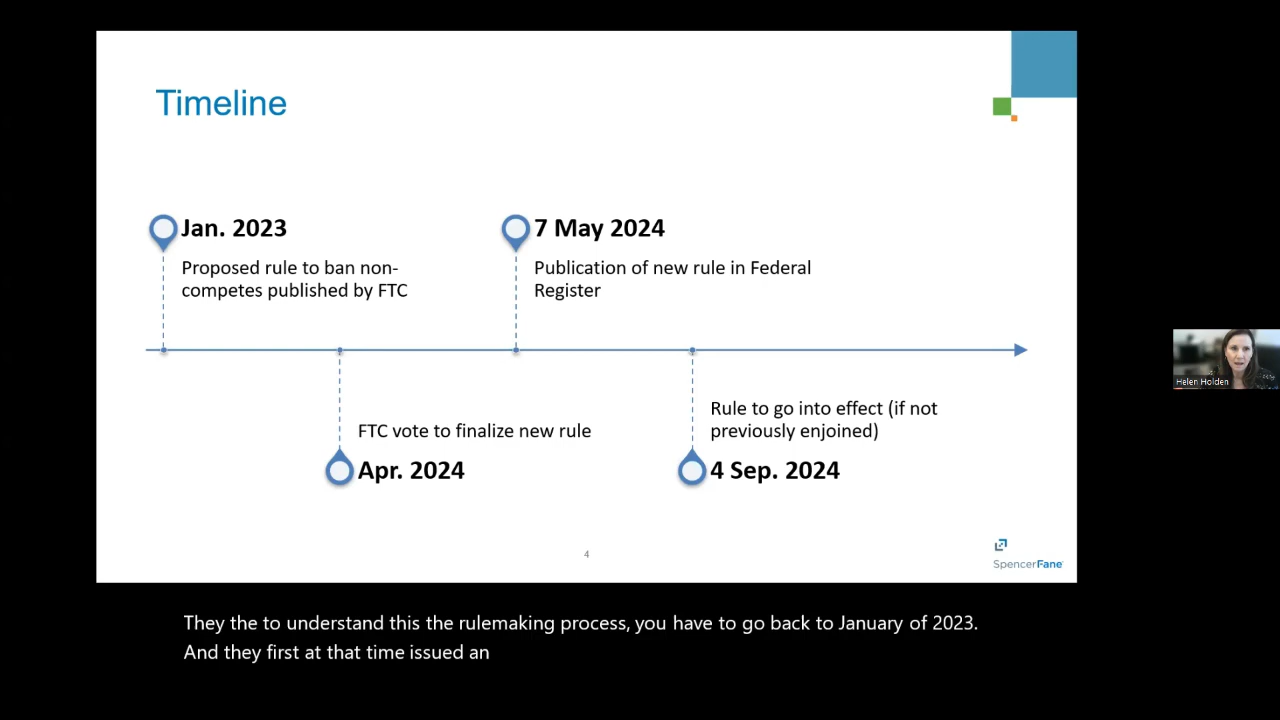 Timeline
Jan. 2023
Proposed rule to ban non-
competes published by FTC
7 May 2024
Publication of new rule in Federal
Register
FTC vote to finalize new rule
Apr. 2024
Rule to go into effect (if not
previously enjoined)
4 Sep. 2024
4
SpencerFane
Helen Holden
They the to understand this the rulemaking process, you have to go back to January of 2023.
And they first at that time issued an